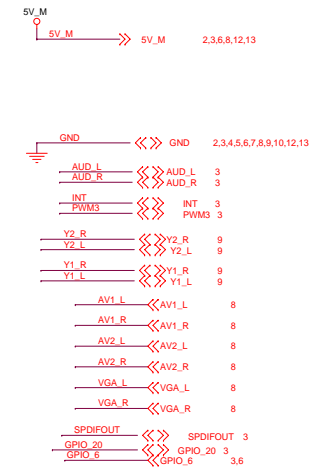 5V_M
5V_M 5V_M 2,3,6,8,12,13
GND GND 2,3,4,5,6,7,8,9,10,12,13
AUD_L AUD_L 3
AUD_R AUD_R 3
INT INT 3
PWM3 PWM3 3
Y2_R Y2_R 9
Y2_L Y2_L 9
Y1_R Y1_R 9
Y1_L Y1_L 9
AV1_L AV1_L 8
AV1_R AV1_R 8
AV2_L AV2_L 8
AV2_R AV2_R 8
VGA_L VGA_L 8
VGA_R VGA_R 8
SPDIFOUT SPDIFOUT 3
GPIO_20 GPIO_20 3
GPIO_6 GPIO_6 3,6